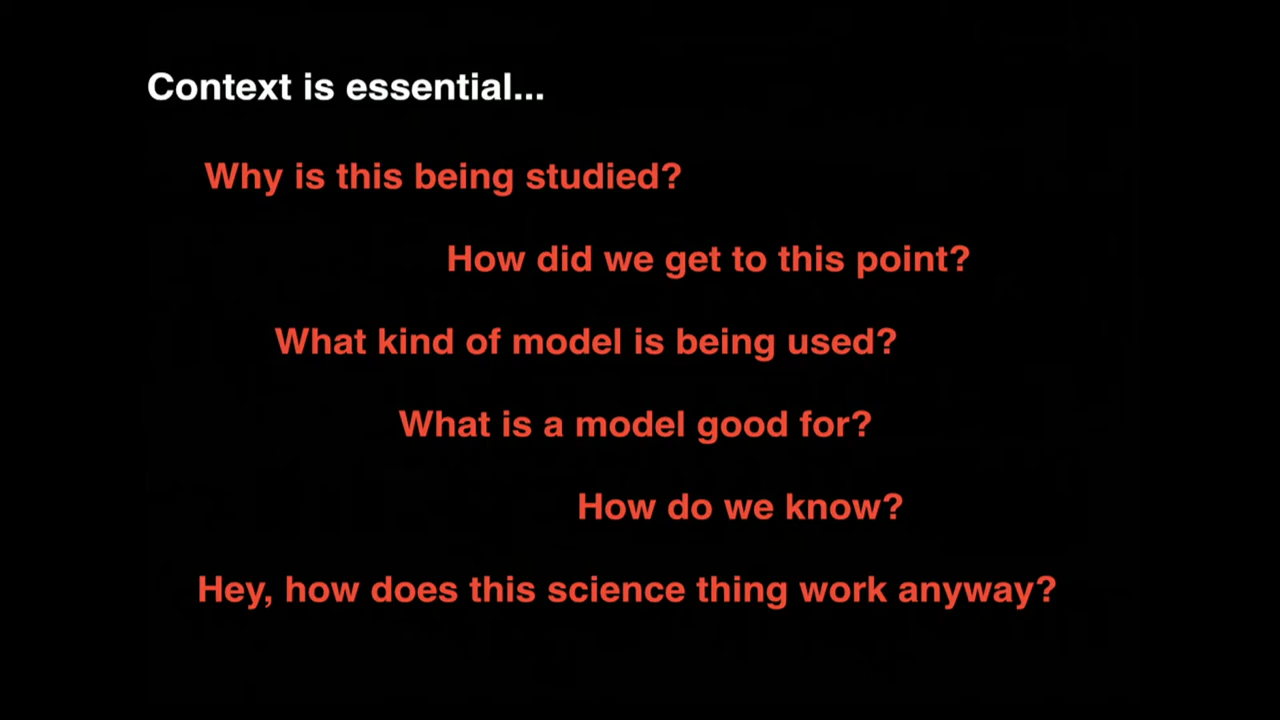 Context is essential...
Why is this being studied?
How did we get to this point?
What kind of model is being used?
What is a model good for?
How do we know?
Hey, how does this science thing work anyway?